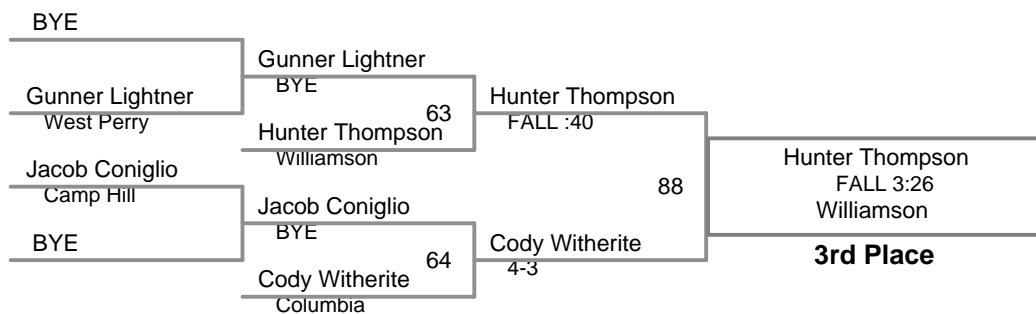 BYE
Gunner Lightner
West Perry
Jacob Coniglio
Camp Hill
BYE
Gunner Lightner
BYE
63
Hunter Thompson
Williamson
Jacob Coniglio
BYE
64
Cody Witherite
Columbia
Hunter Thompson
FALL :40
88
Cody Witherite
4-3
Hunter Thompson
FALL 3:26
Williamson
3rd Place